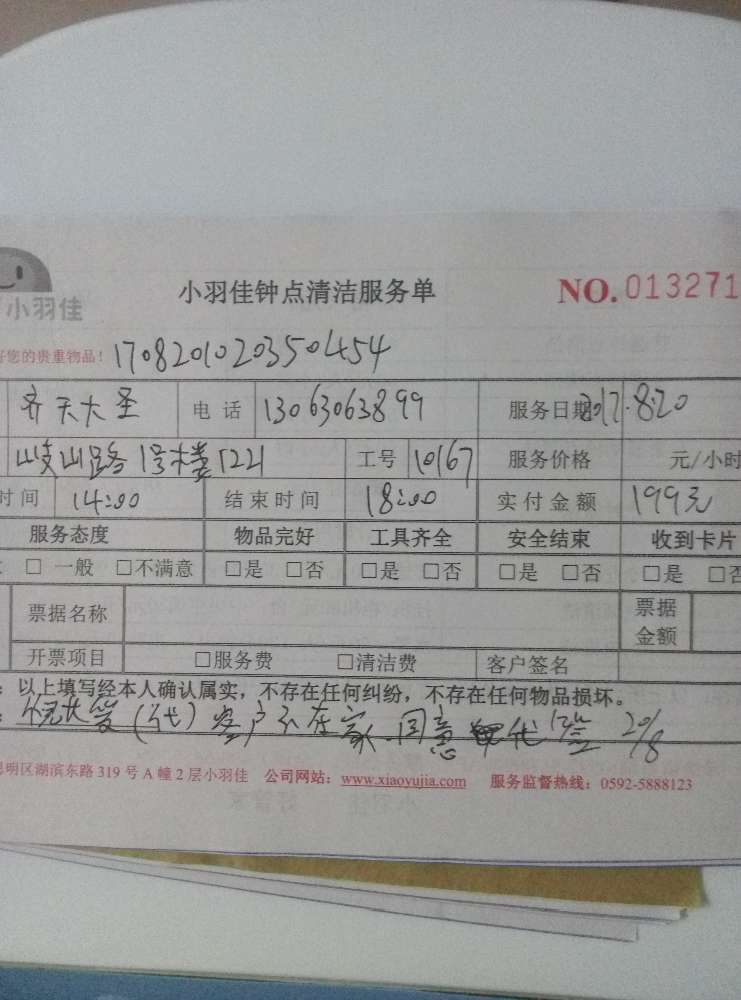 小羽佳
小羽佳钟点清洁服务单 NO.013271
好您的贵重物品! 1708201020350454
齐天大圣 电话 13063063899 服务日期 2017.8.20
岐山路1号楼1221 工号 10167 服务价格 元/小时
时间 14:00 结束时间 18:00 实付金额 199元
服务态度 物品完好 工具齐全 安全结束 收到卡片
□ 一般 □不满意 □是 □否 □是 □否 □是 □否 □是 □否
票据名称 票据金额
开票项目 □服务费 □清洁费 客户签名
:以上填写经本人确认属实,不存在任何纠纷,不存在任何物品损坏。
(代)客户不在家.同意代签 20/8
思明区湖滨东路 319 号 A 幢 2 层小羽佳 公司网站:www.xiaoyujia.com 服务监督热线:0592-5888123